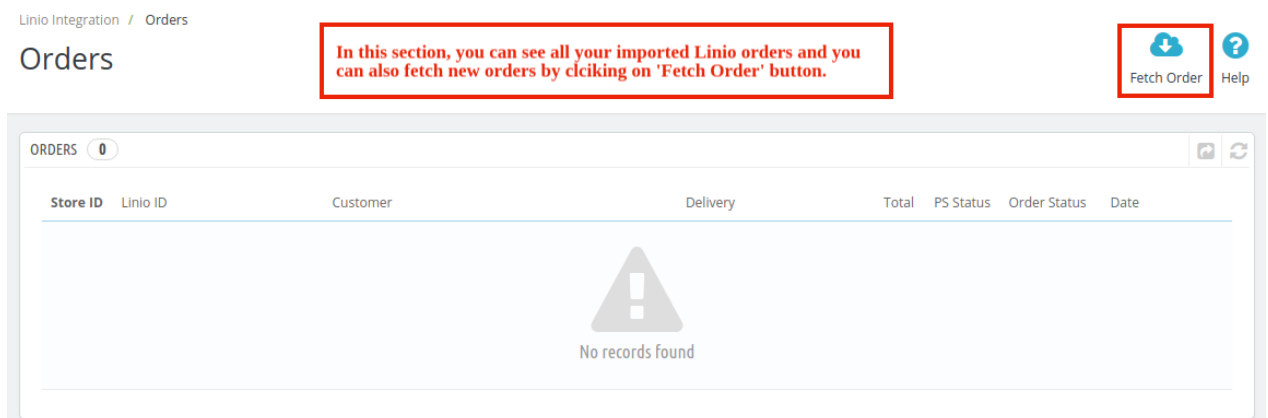 Linio Integration / Orders
Orders
In this section, you can see all your imported Linio orders and you
can also fetch new orders by clciking on 'Fetch Order' button.
Fetch Order
Help
ORDERS 0
Store ID Linio ID Customer Delivery Total PS Status Order Status Date
No records found